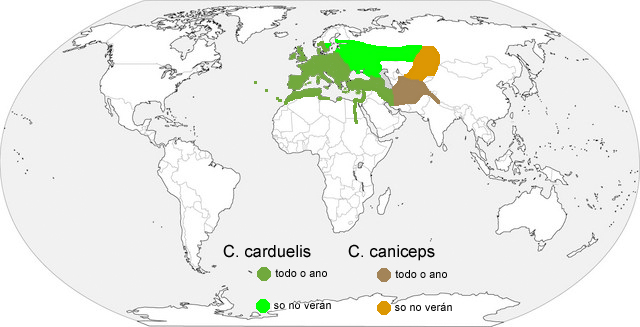 C. carduelis C. caniceps
todo o ano todo o ano
so no verán so no verán